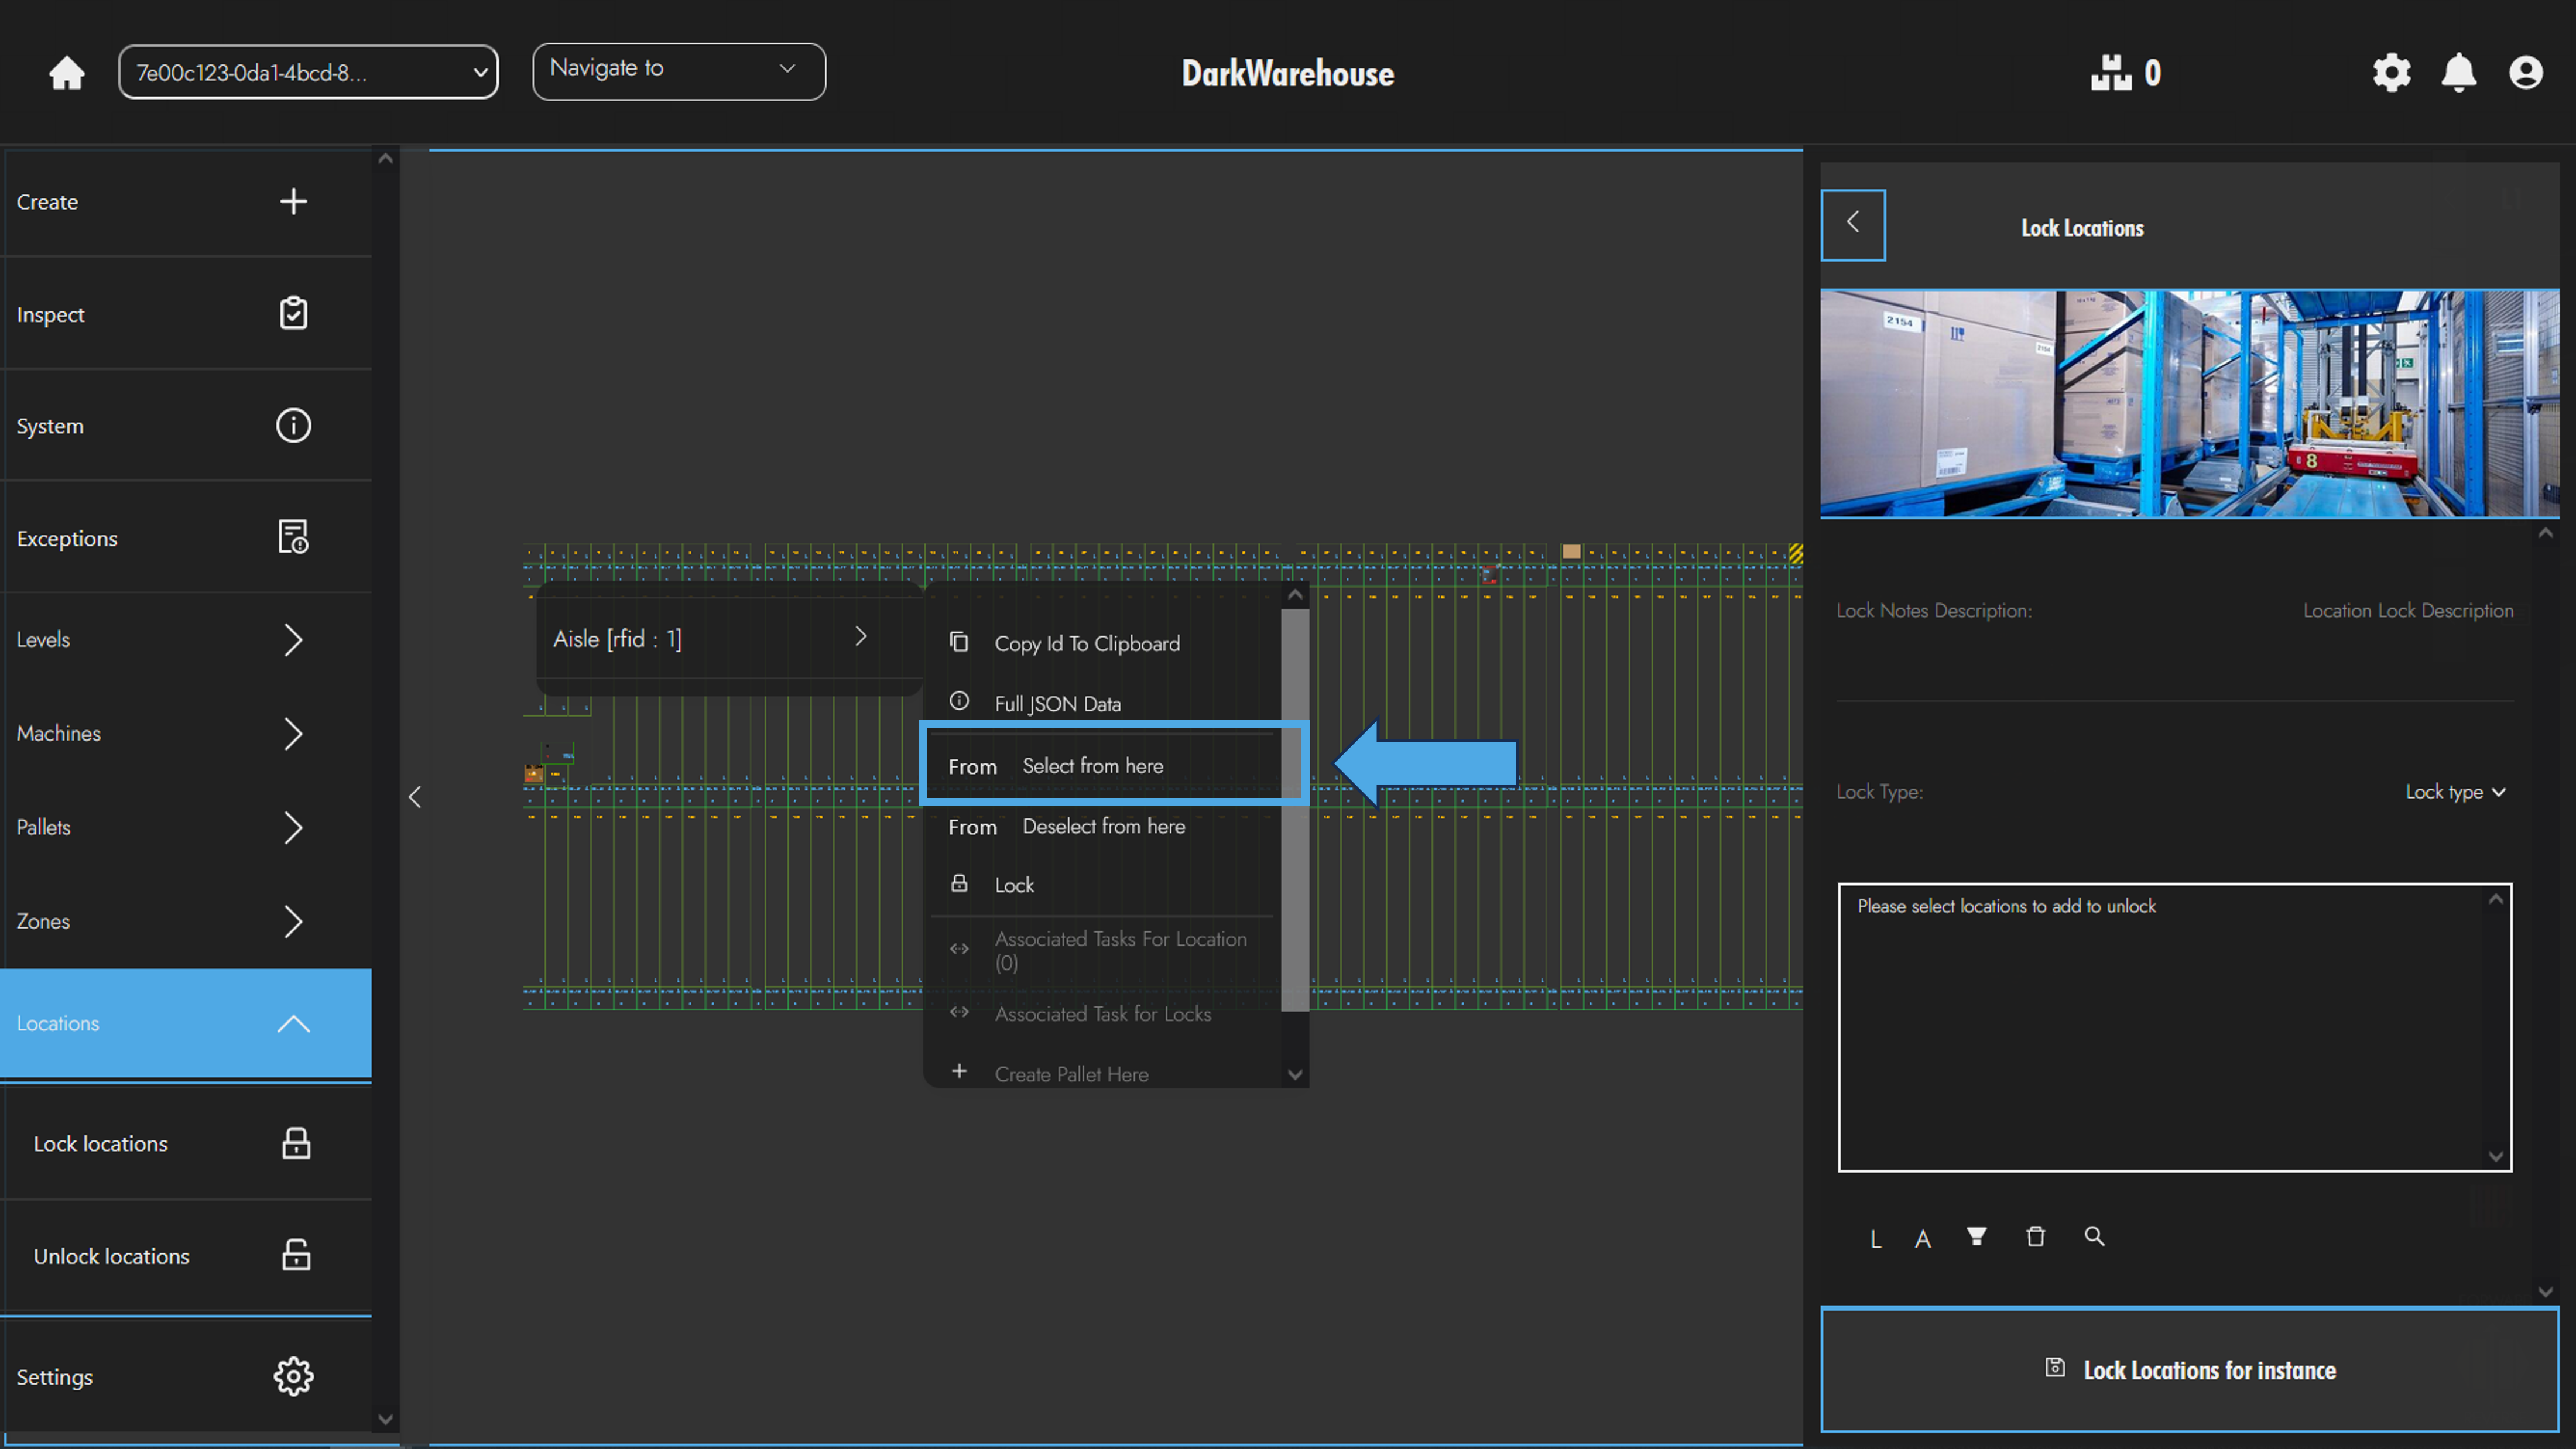 7e00c123-0da1-4bcd-8...
Navigate to
DarkWarehouse
0
Create
Inspect
System
Exceptions
Levels
Machines
Pallets
Zones
Locations
Lock locations
Unlock locations
Settings
Aisle [rfid : 1]
Copy Id To Clipboard
Full JSON Data
From Select from here
From Deselect from here
Lock
Associated Tasks For Location
(0)
Associated Task for Locks
Create Pallet Here
Lock Locations
2154
2154
8
Lock Notes Description:
Location Lock Description
Lock Type:
Lock type
Please select locations to add to unlock
L A
Lock Locations for instance